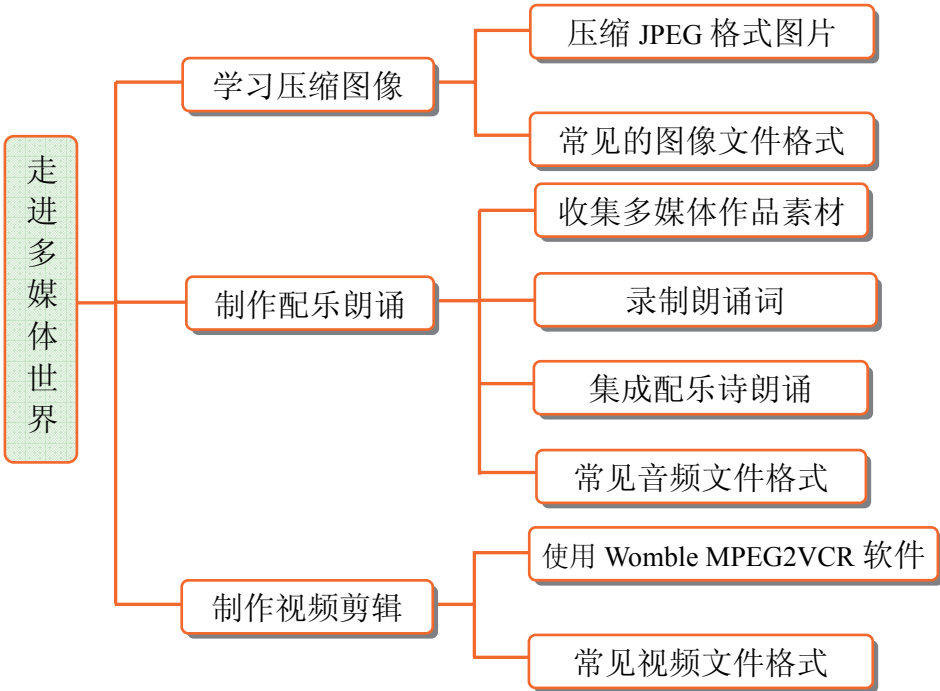 走进多媒体世界
学习压缩图像
压缩 JPEG 格式图片
常见的图像文件格式
制作配乐朗诵
收集多媒体作品素材
录制朗诵词
集成配乐诗朗诵
常见音频文件格式
制作视频剪辑
使用 Womble MPEG2VCR 软件
常见视频文件格式